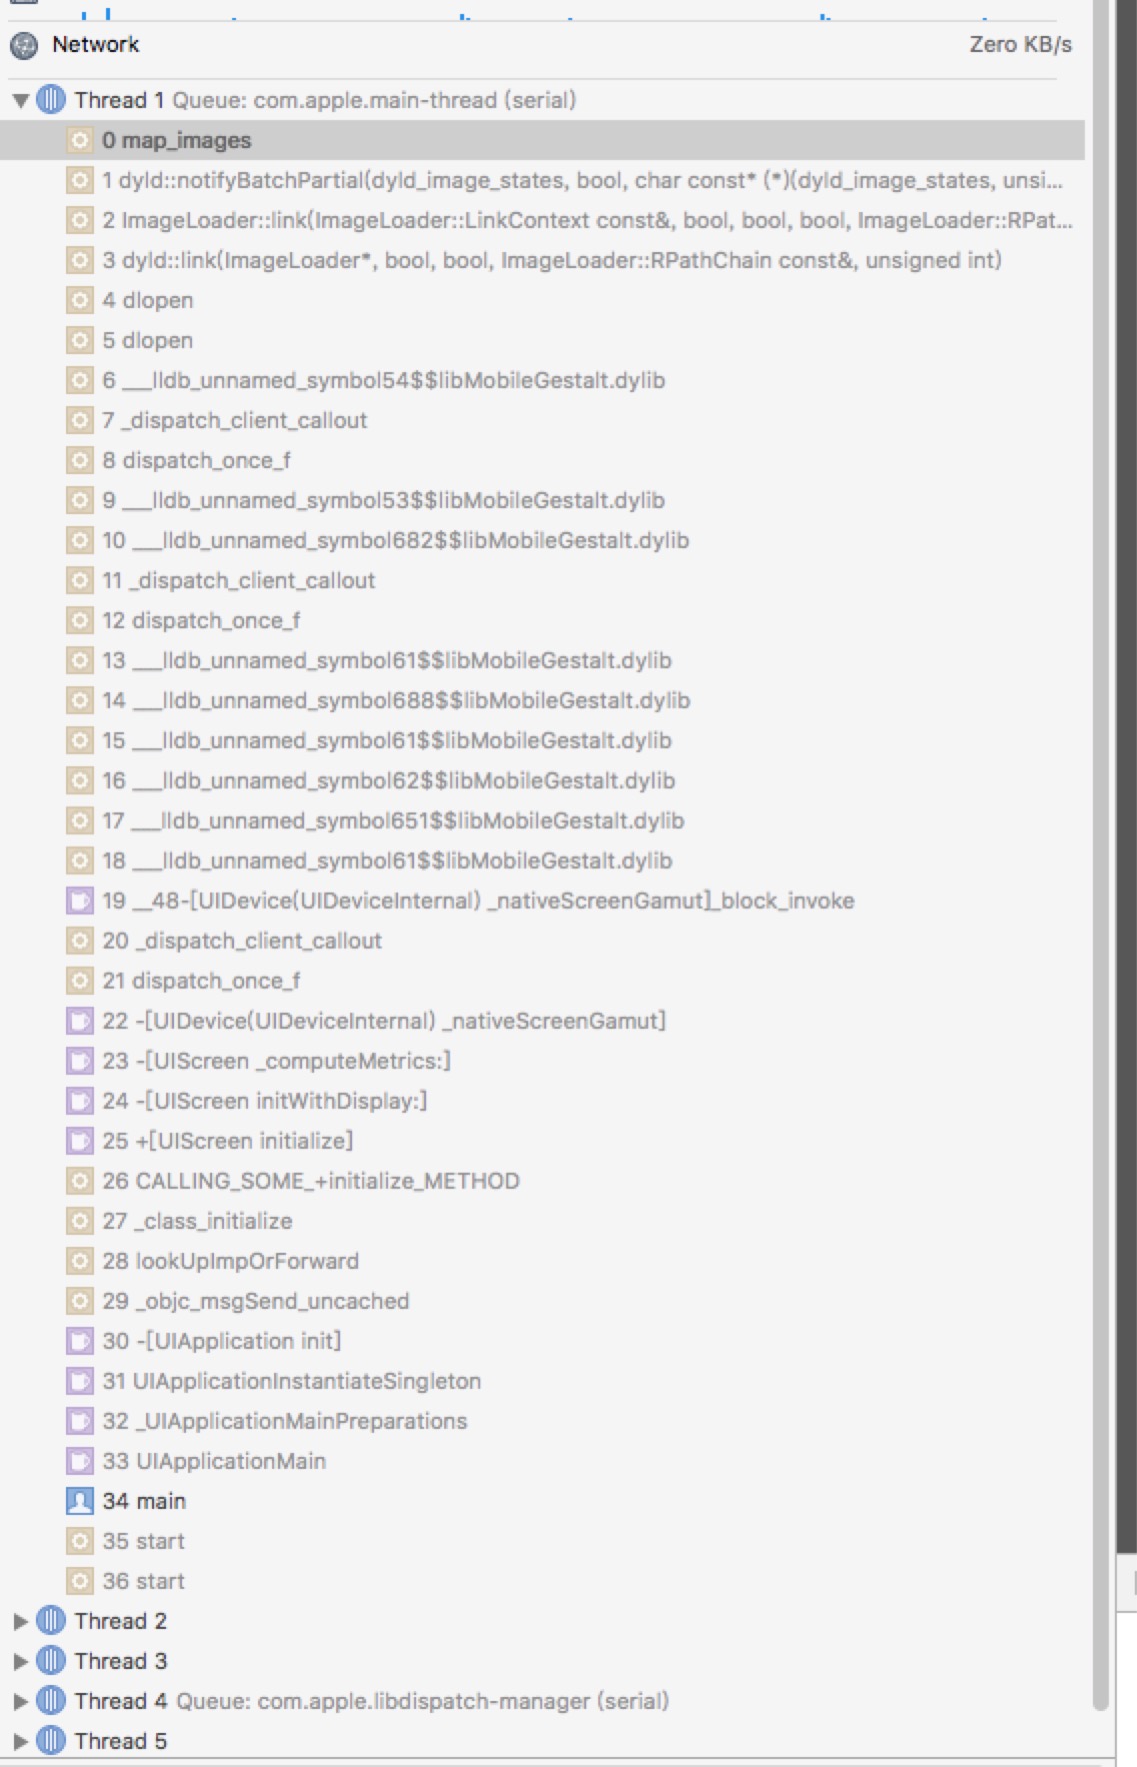 Network Zero KB/s
Thread 1 Queue: com.apple.main-thread (serial)
0 map_images
1 dyld::notifyBatchPartial(dyld_image_states, bool, char const* (*)(dyld_image_states, unsi...
2 ImageLoader::link(ImageLoader::LinkContext const&, bool, bool, bool, ImageLoader::RPat...
3 dyld::link(ImageLoader*, bool, bool, ImageLoader::RPathChain const&, unsigned int)
4 dlopen
5 dlopen
6 ___lldb_unnamed_symbol54$$libMobileGestalt.dylib
7 _dispatch_client_callout
8 dispatch_once_f
9 ___lldb_unnamed_symbol53$$libMobileGestalt.dylib
10 ___lldb_unnamed_symbol682$$libMobileGestalt.dylib
11 _dispatch_client_callout
12 dispatch_once_f
13 ___lldb_unnamed_symbol61$$libMobileGestalt.dylib
14 ___lldb_unnamed_symbol688$$libMobileGestalt.dylib
15 ___lldb_unnamed_symbol61$$libMobileGestalt.dylib
16 ___lldb_unnamed_symbol62$$libMobileGestalt.dylib
17 ___lldb_unnamed_symbol651$$libMobileGestalt.dylib
18 ___lldb_unnamed_symbol61$$libMobileGestalt.dylib
19 __48-[UIDevice(UIDeviceInternal) _nativeScreenGamut]_block_invoke
20 _dispatch_client_callout
21 dispatch_once_f
22 -[UIDevice(UIDeviceInternal) _nativeScreenGamut]
23 -[UIScreen _computeMetrics:]
24 -[UIScreen initWithDisplay:]
25 +[UIScreen initialize]
26 CALLING_SOME_+initialize_METHOD
27 _class_initialize
28 lookUpImpOrForward
29 _objc_msgSend_uncached
30 -[UIApplication init]
31 UIApplicationInstantiateSingleton
32 _UIApplicationMainPreparations
33 UIApplicationMain
34 main
35 start
36 start
Thread 2
Thread 3
Thread 4 Queue: com.apple.libdispatch-manager (serial)
Thread 5